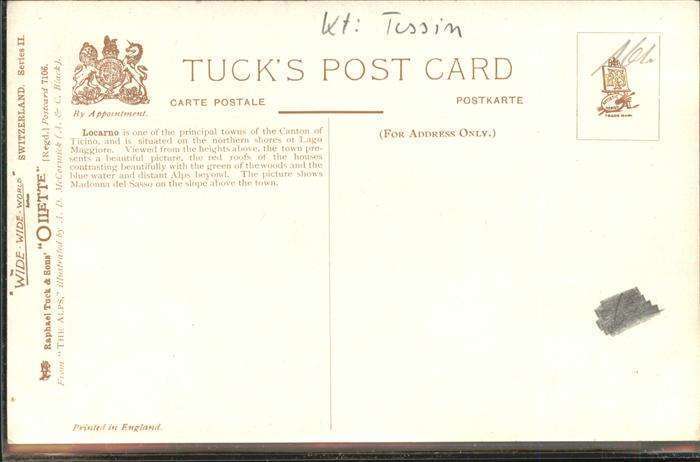 Kt: Tessin
TUCK'S POST CARD
CARTE POSTALE
POSTKARTE
By Appointment.
(FOR ADDRESS ONLY.)
TRADE MARK
Locarno is one of the principal towns of the Canton of
Ticino, and is situated on the northern shores of Lago
Maggiore. Viewed from the heights above, the town pre-
sents a beautiful picture, the red roofs of the houses
contrasting beautifully with the green of the woods and the
blue water and distant Alps beyond. The picture shows
Madonna del Sasso on the slope above the town.
"WIDE-WIDE-WORLD" SWITZERLAND. Series II.
Raphael Tuck & Sons' "OILETTE" [Regd.] Postcard 7106.
From "THE ALPS," Illustrated by A. D. McCormick (A. & C. Black).
Printed in England.